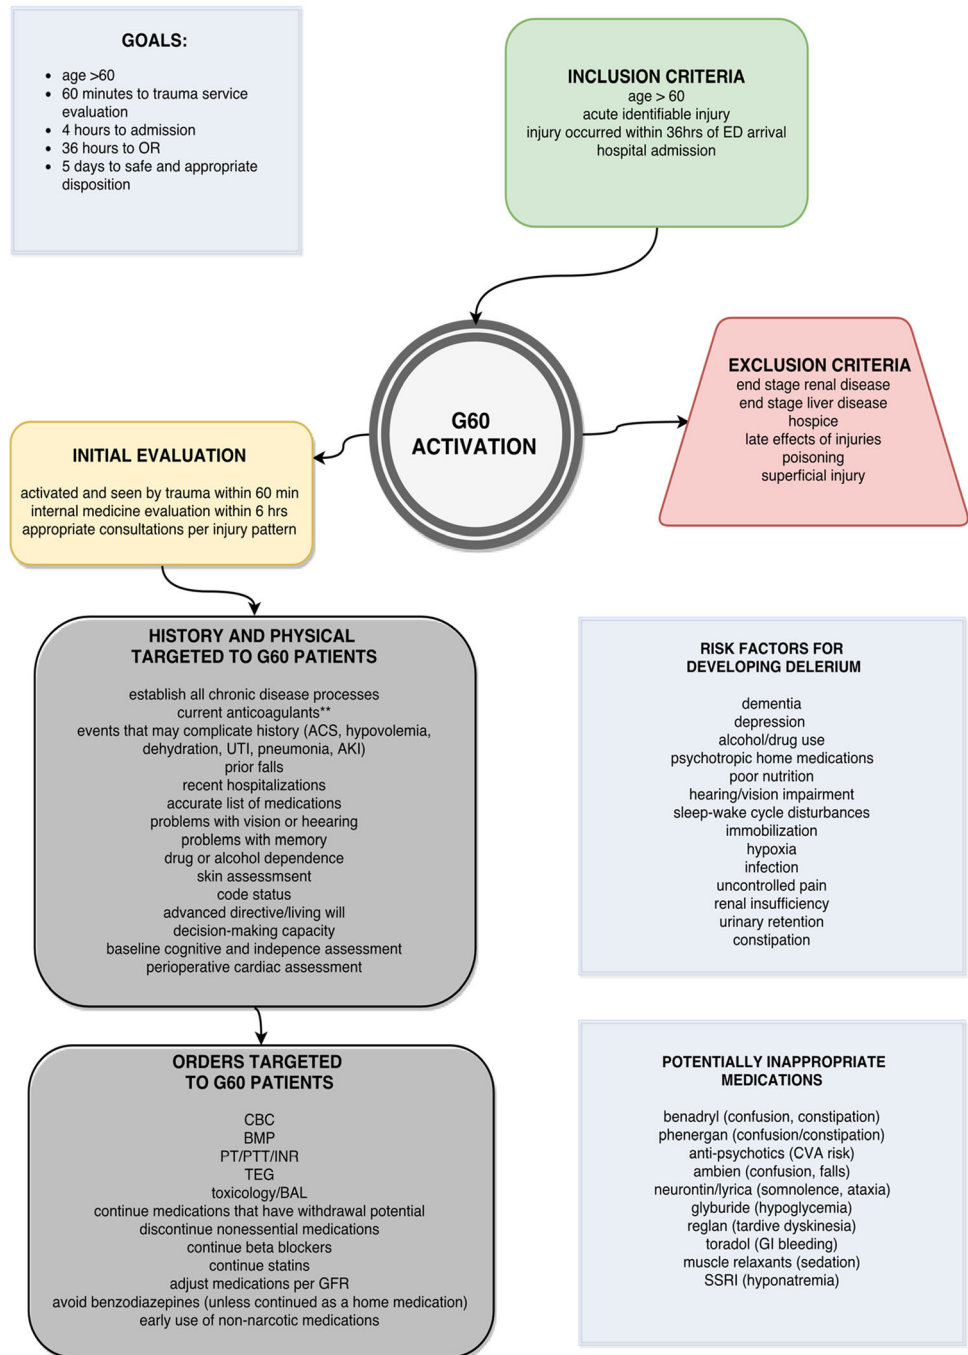 GOALS:
• age >60
• 60 minutes to trauma service
evaluation
• 4 hours to admission
• 36 hours to OR
• 5 days to safe and appropriate
disposition
INCLUSION CRITERIA
age > 60
acute identifiable injury
injury occurred within 36hrs of ED arrival
hospital admission
G60
ACTIVATION
EXCLUSION CRITERIA
end stage renal disease
end stage liver disease
hospice
late effects of injuries
poisoning
superficial injury
INITIAL EVALUATION
activated and seen by trauma within 60 min
internal medicine evaluation within 6 hrs
appropriate consultations per injury pattern
HISTORY AND PHYSICAL
TARGETED TO G60 PATIENTS
establish all chronic disease processes
current anticoagulants**
events that may complicate history (ACS, hypovolemia,
dehydration, UTI, pneumonia, AKI)
prior falls
recent hospitalizations
accurate list of medications
problems with vision or heearing
problems with memory
drug or alcohol dependence
skin assessmsent
code status
advanced directive/living will
decision-making capacity
baseline cognitive and indepence assessment
perioperative cardiac assessment
RISK FACTORS FOR
DEVELOPING DELERIUM
dementia
depression
alcohol/drug use
psychotropic home medications
poor nutrition
hearing/vision impairment
sleep-wake cycle disturbances
immobilization
hypoxia
infection
uncontrolled pain
renal insufficiency
urinary retention
constipation
ORDERS TARGETED
TO G60 PATIENTS
CBC
BMP
PT/PTT/INR
TEG
toxicology/BAL
continue medications that have withdrawal potential
discontinue nonessential medications
continue beta blockers
continue statins
adjust medications per GFR
avoid benzodiazepines (unless continued as a home medication)
early use of non-narcotic medications
POTENTIALLY INAPPROPRIATE
MEDICATIONS
benadryl (confusion, constipation)
phenergan (confusion/constipation)
anti-psychotics (CVA risk)
ambien (confusion, falls)
neurontin/lyrica (somnolence, ataxia)
glyburide (hypoglycemia)
reglan (tardive dyskinesia)
toradol (GI bleeding)
muscle relaxants (sedation)
SSRI (hyponatremia)